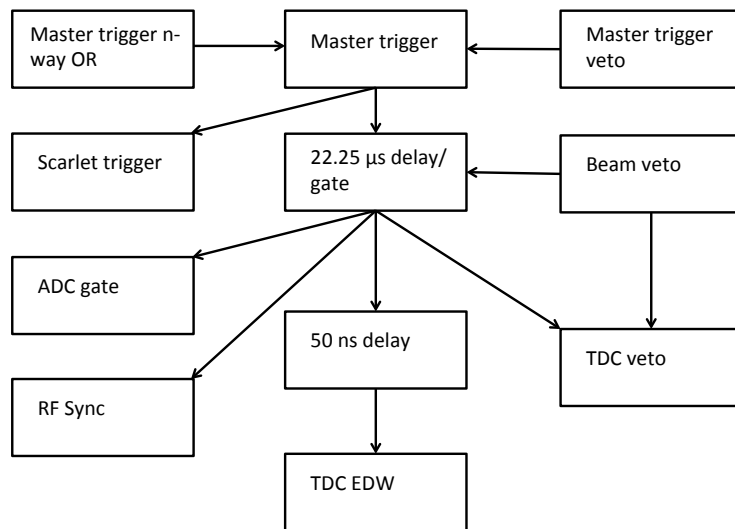 Master trigger n-
way OR
Master trigger
Master trigger
veto
Scarlet trigger
22.25 µs delay/
gate
Beam veto
ADC gate
50 ns delay
TDC veto
RF Sync
TDC EDW